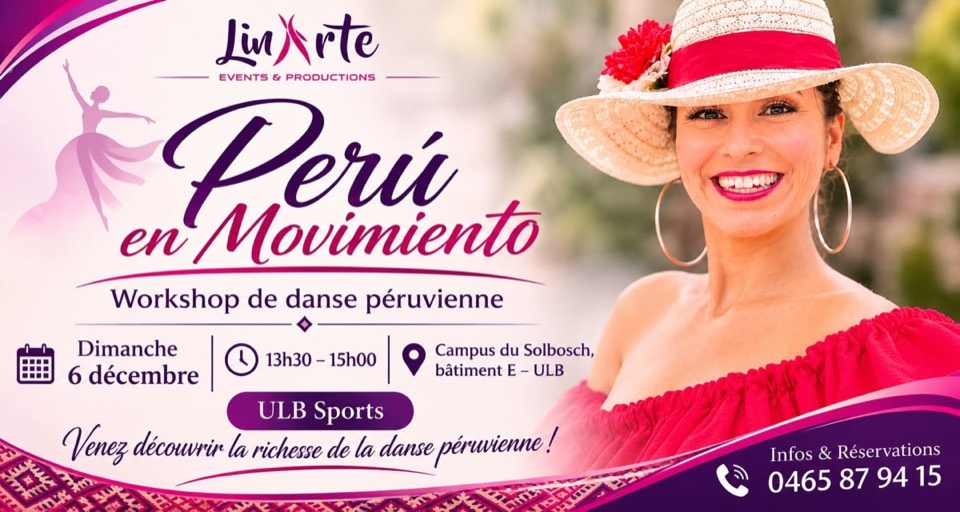 LinArte
EVENTS & PRODUCTIONS
Perú
en Movimiento
Workshop de danse péruvienne
Dimanche
6 décembre
13h30 – 15h00
Campus du Solbosch,
bâtiment E – ULB
ULB Sports
Venez découvrir la richesse de la danse péruvienne !
Infos & Réservations
0465 87 94 15